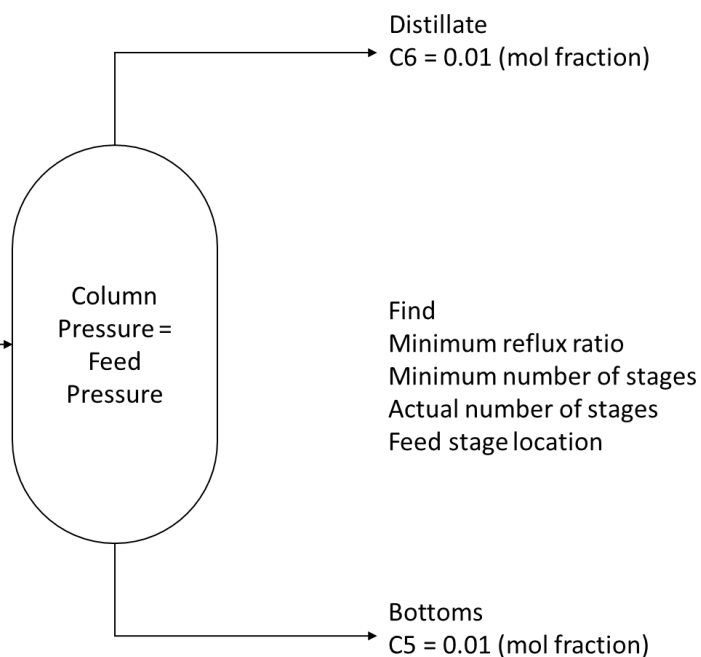 Distillate
C6 = 0.01 (mol fraction)
Column
Pressure =
Feed
Pressure
Find
Minimum reflux ratio
Minimum number of stages
Actual number of stages
Feed stage location
Bottoms
C5 = 0.01 (mol fraction)